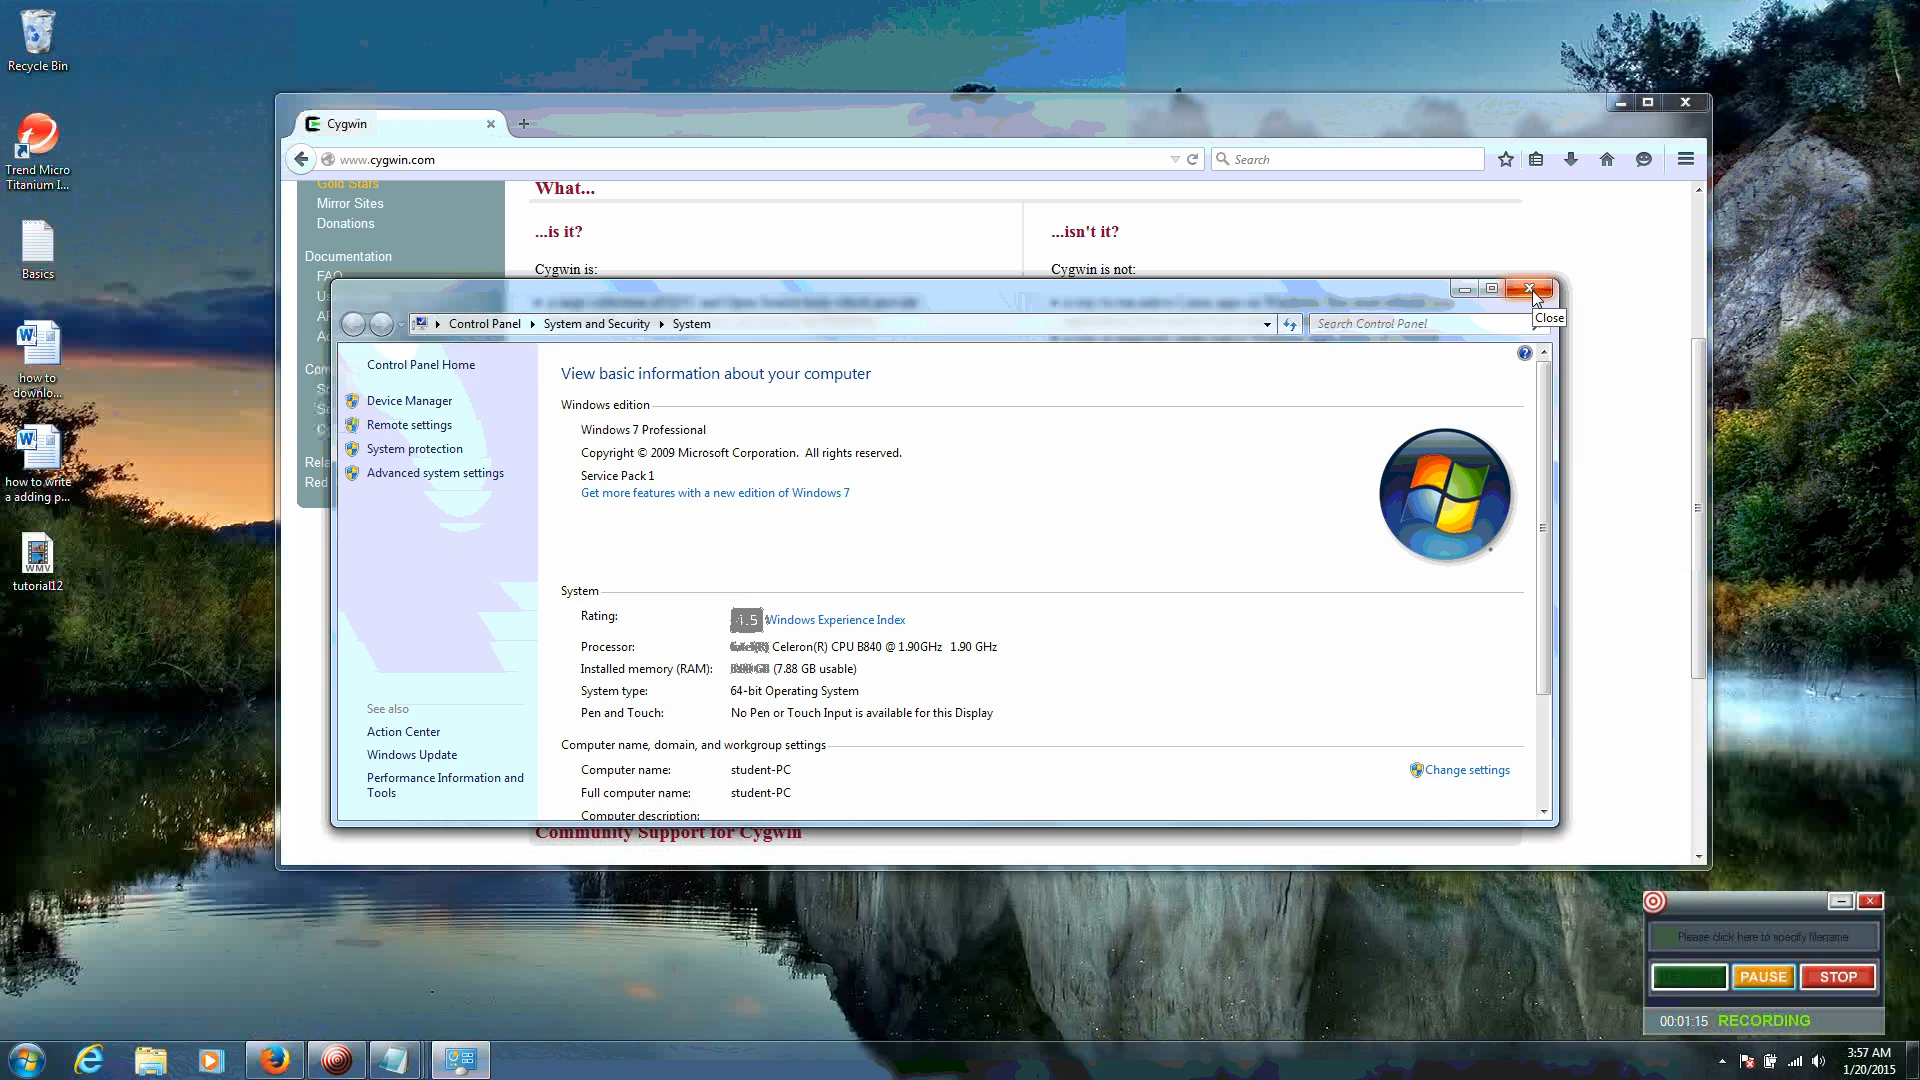 Recycle Bin
Trend Micro
Titanium I...
Basics
how to
downlo...
how to write
a adding p...
WMV
tutorial12
Cygwin
www.cygwin.com
Search
Gold Stars
Mirror Sites
Donations
Documentation
FAQ
What...
...is it?
...isn't it?
Cygwin is:
Cygwin is not:
Community Support for Cygwin
Close
Control Panel
System and Security
System
Search Control Panel
Control Panel Home
Device Manager
Remote settings
System protection
Advanced system settings
See also
Action Center
Windows Update
Performance Information and
Tools
View basic information about your computer
Windows edition
Windows 7 Professional
Copyright © 2009 Microsoft Corporation. All rights reserved.
Service Pack 1
Get more features with a new edition of Windows 7
System
Rating:
4.5 Windows Experience Index
Processor:
Celeron(R) CPU B840 @ 1.90GHz 1.90 GHz
Installed memory (RAM):
(7.88 GB usable)
System type:
64-bit Operating System
Pen and Touch:
No Pen or Touch Input is available for this Display
Computer name, domain, and workgroup settings
Computer name:
student-PC
Change settings
Full computer name:
student-PC
Computer description:
Please click here to specify filename
PAUSE
STOP
00:01:15 RECORDING
3:57 AM
1/20/2015